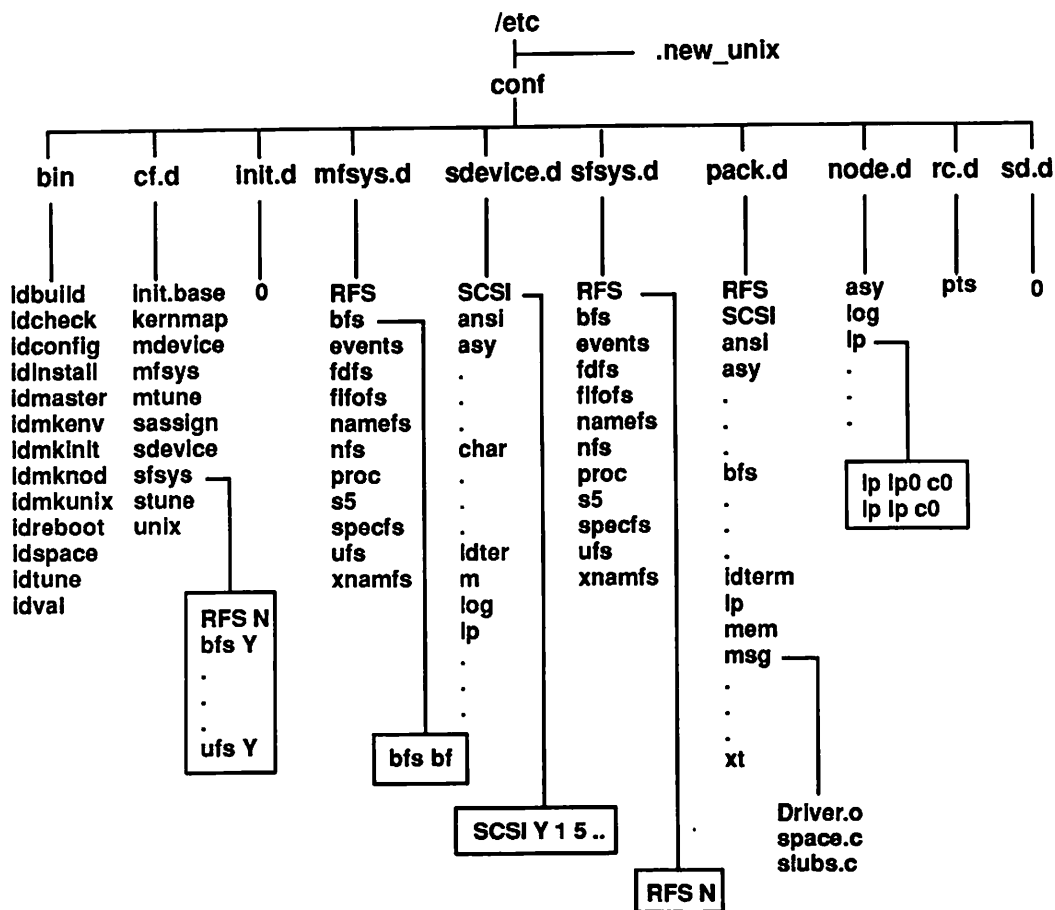 /etc
.new_unix
conf
bin
cf.d
init.d
mfsys.d
sdevice.d
sfsys.d
pack.d
node.d
rc.d
sd.d
idbuild
idcheck
idconfig
idinstall
idmaster
idmkenv
idmkinit
idmknod
idmkunix
idreboot
idspace
idtune
idval
init.base
kernmap
mdevice
mfsys
mtune
sassign
sdevice
sfsys
stune
unix
RFS N
bfs Y
.
.
.
ufs Y
0
RFS
bfs
events
fdfs
fifofs
namefs
nfs
proc
s5
specfs
ufs
xnamfs
bfs bf
SCSI
ansi
asy
.
.
.
char
.
.
.
idter
m
log
lp
.
.
.
SCSI Y 1 5 ..
RFS
bfs
events
fdfs
fifofs
namefs
nfs
proc
s5
specfs
ufs
xnamfs
RFS N
RFS
SCSI
ansi
asy
.
.
.
bfs
.
.
.
idterm
lp
mem
msg
.
.
.
xt
Driver.o
space.c
slubs.c
asy
log
lp
.
.
.
lp lp0 c0
lp lp c0
pts
0